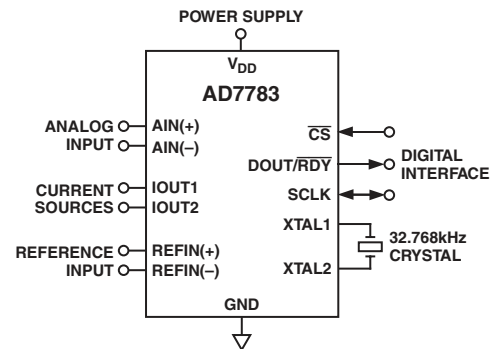 POWER SUPPLY
VDD
AD7783
ANALOG
INPUT
AIN(+)
AIN(–)
CURRENT
SOURCES
IOUT1
IOUT2
REFERENCE
INPUT
REFIN(+)
REFIN(–)
CS
DOUT/RDY
SCLK
DIGITAL
INTERFACE
XTAL1
XTAL2
32.768kHz
CRYSTAL
GND